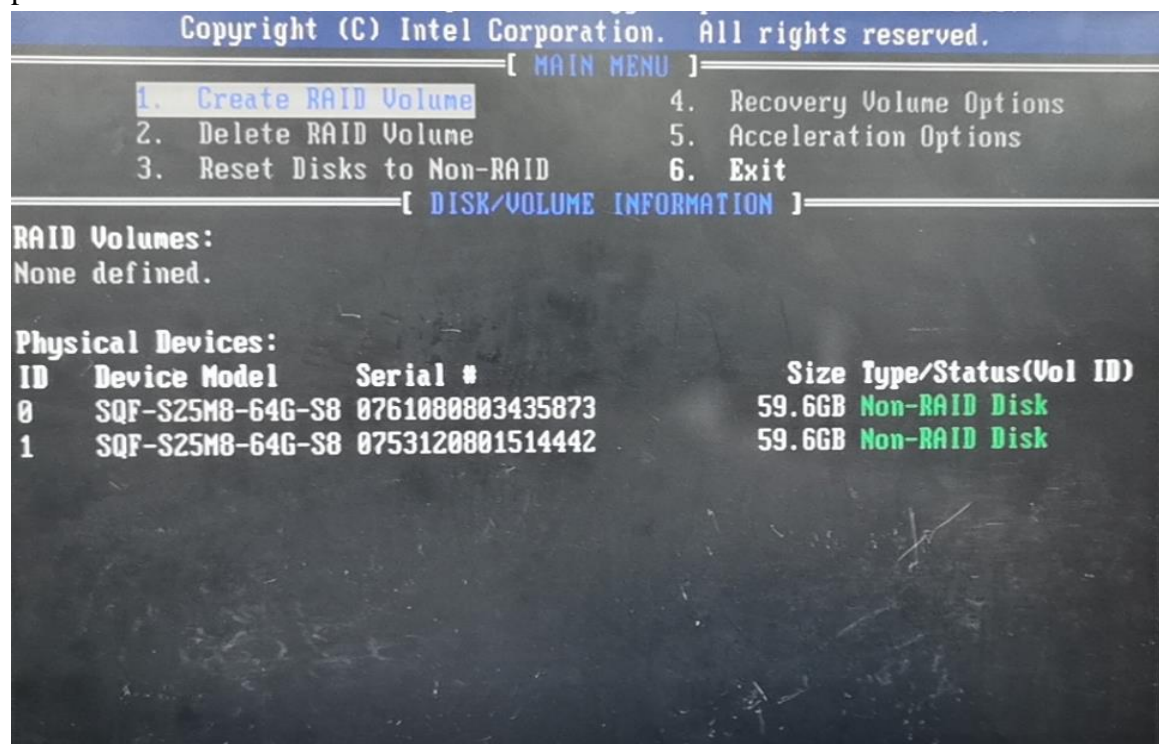 Copyright (C) Intel Corporation. All rights reserved.
[ MAIN MENU ]
1. Create RAID Volume 4. Recovery Volume Options
2. Delete RAID Volume 5. Acceleration Options
3. Reset Disks to Non-RAID 6. Exit
[ DISK/VOLUME INFORMATION ]
RAID Volumes:
None defined.
Physical Devices:
ID Device Model Serial # Size Type/Status(Vol ID)
0 SQF-S25M8-64G-S8 0761080803435873 59.6GB Non-RAID Disk
1 SQF-S25M8-64G-S8 0753120801514442 59.6GB Non-RAID Disk